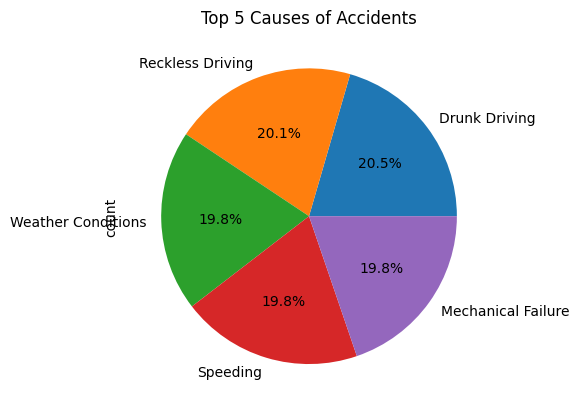 Top 5 Causes of Accidents
Reckless Driving
Drunk Driving
20.1%
20.5%
Weather Conditions
count
19.8%
19.8%
19.8%
Mechanical Failure
Speeding